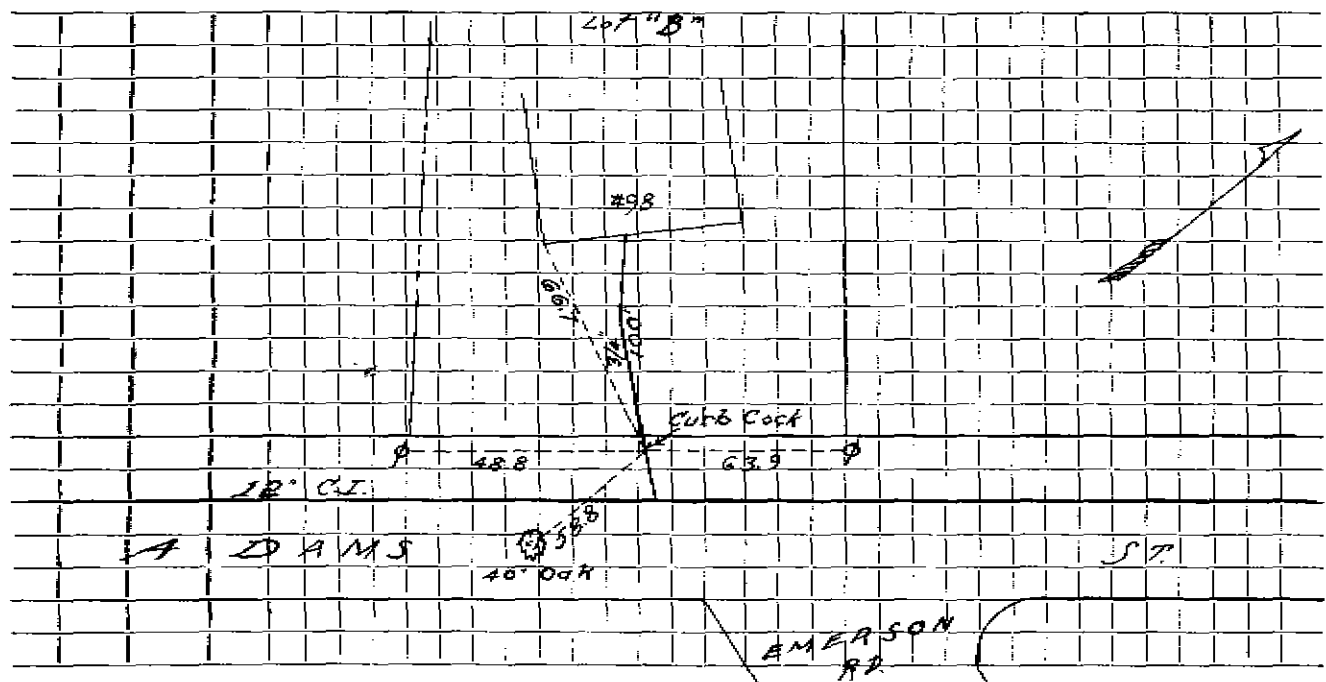 Lot "B"
#98
66.7
3/4"
100'
Curb Cock
48.8
63.9
12" C.I.
58.8
ADAMS ST.
40" Oak
EMERSON
RD.